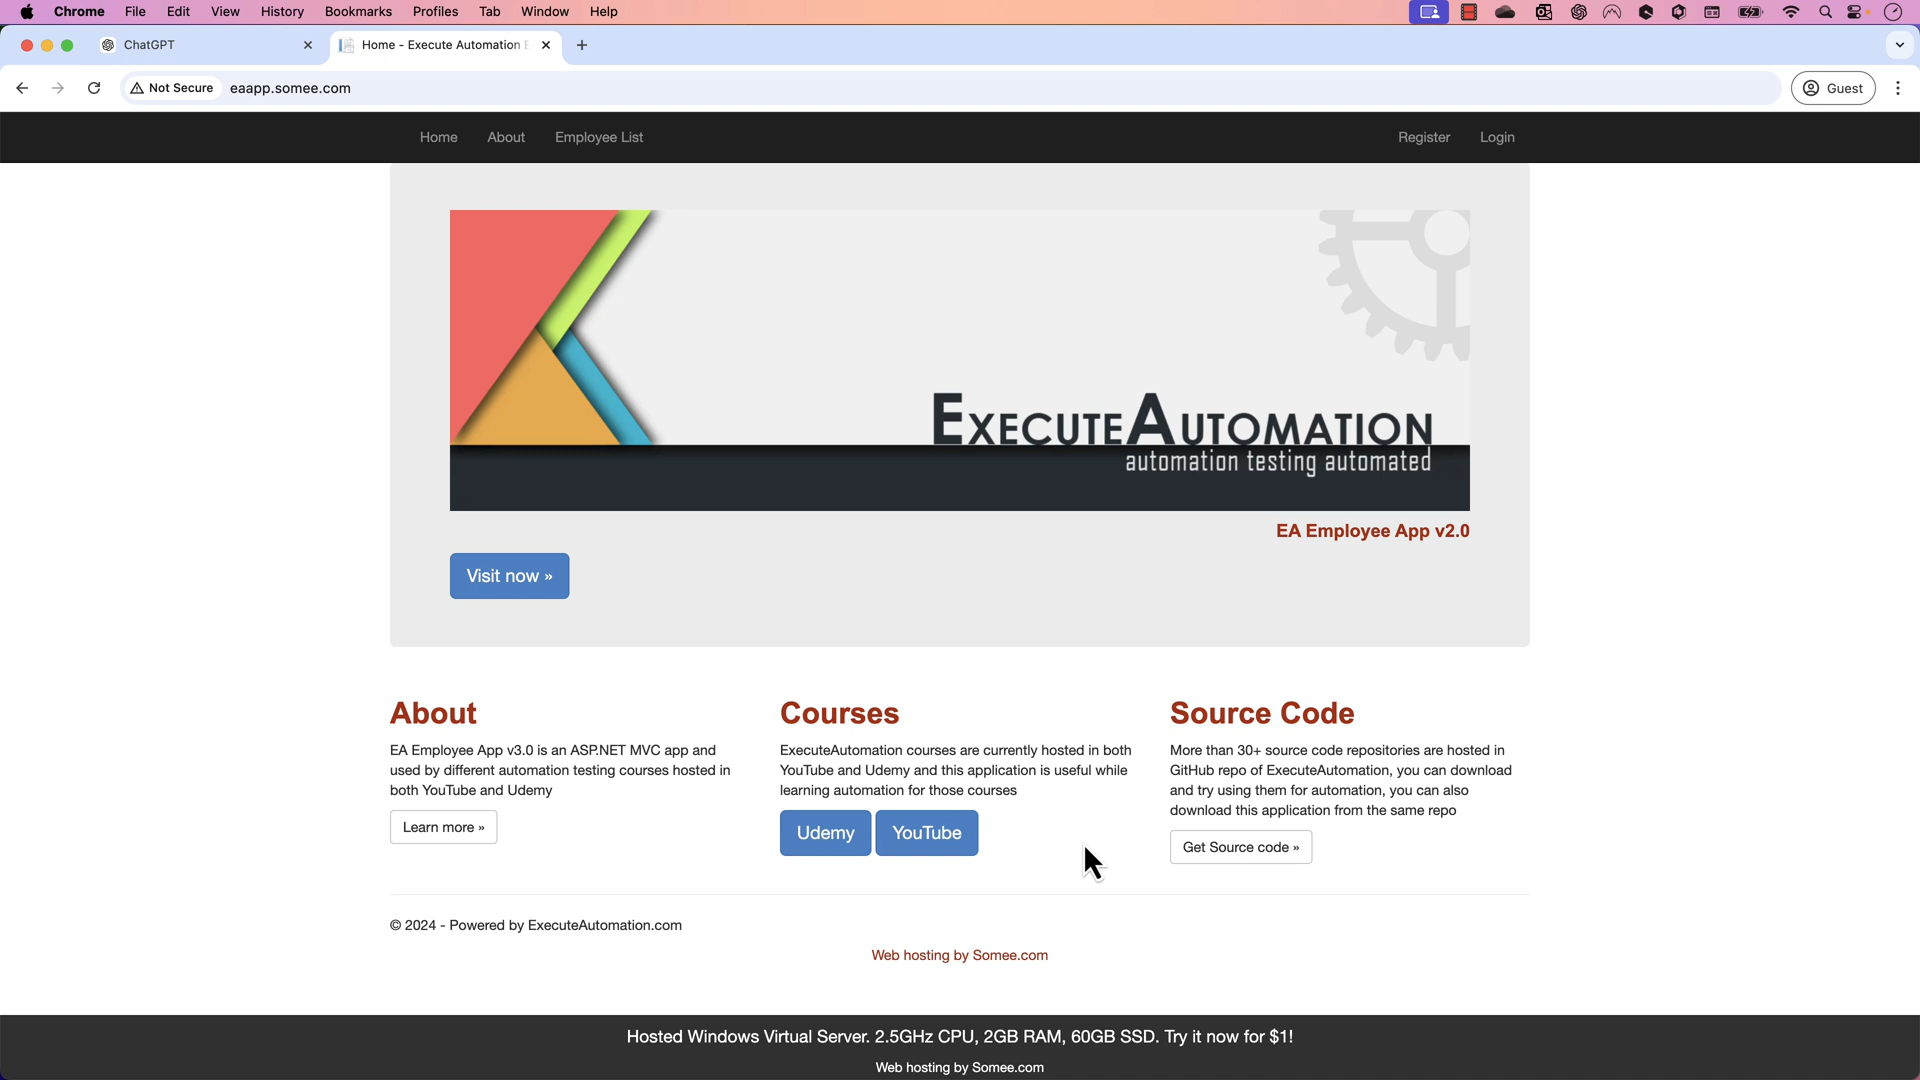 Chrome File Edit View History Bookmarks Profiles Tab Window Help
ChatGPT
Home - Execute Automation E
Not Secure eaapp.somee.com
Guest
Home About Employee List Register Login
EXECUTEAUTOMATION
automation testing automated
EA Employee App v2.0
Visit now »
About
EA Employee App v3.0 is an ASP.NET MVC app and
used by different automation testing courses hosted in
both YouTube and Udemy
Learn more »
Courses
ExecuteAutomation courses are currently hosted in both
YouTube and Udemy and this application is useful while
learning automation for those courses
Udemy YouTube
Source Code
More than 30+ source code repositories are hosted in
GitHub repo of ExecuteAutomation, you can download
and try using them for automation, you can also
download this application from the same repo
Get Source code »
© 2024 - Powered by ExecuteAutomation.com
Web hosting by Somee.com
Hosted Windows Virtual Server. 2.5GHz CPU, 2GB RAM, 60GB SSD. Try it now for $1!
Web hosting by Somee.com